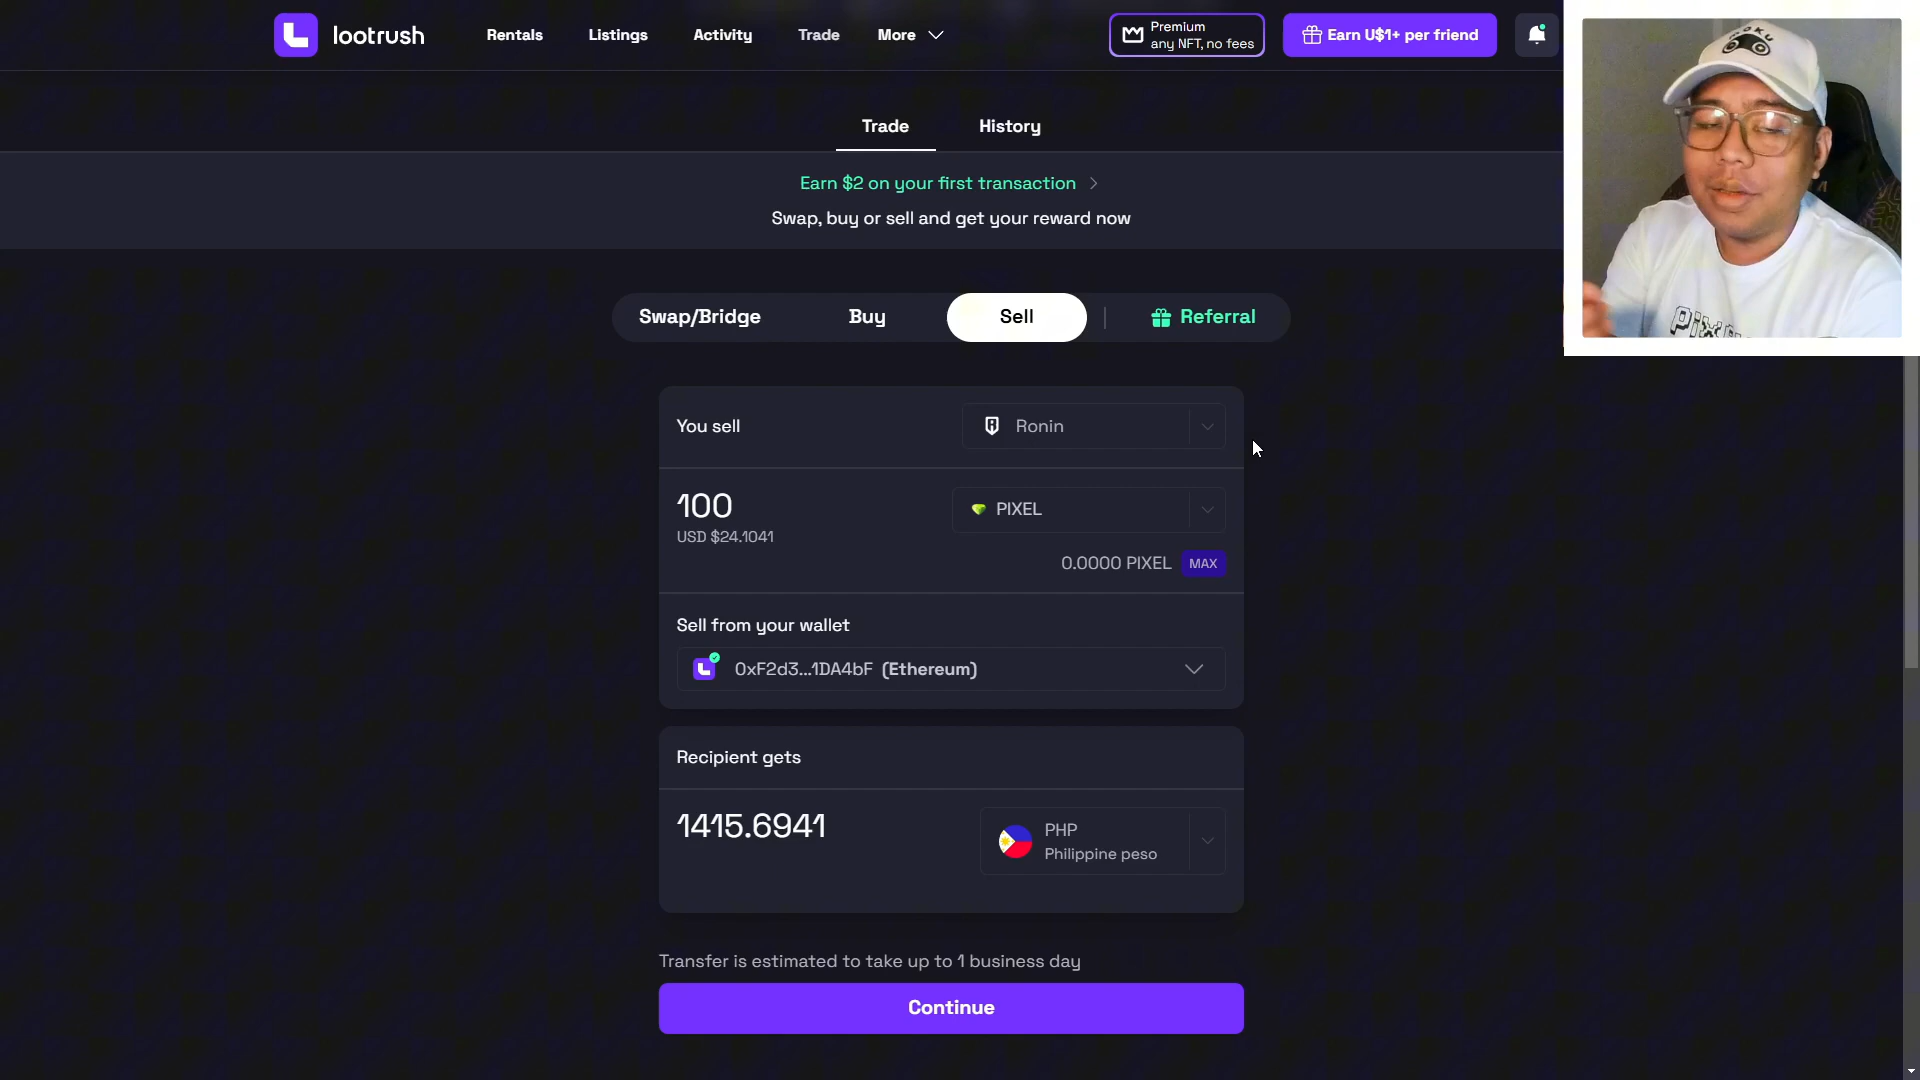 lootrush
Rentals
Listings
Activity
Trade
More
Premium
any NFT, no fees
Earn U$1+ per friend
Trade
History
Earn $2 on your first transaction
Swap, buy or sell and get your reward now
Swap/Bridge
Buy
Sell
Referral
You sell
Ronin
100
USD $24.1041
PIXEL
0.0000 PIXEL
MAX
Sell from your wallet
0xF2d3...1DA4bF (Ethereum)
Recipient gets
1415.6941
PHP
Philippine peso
Transfer is estimated to take up to 1 business day
Continue